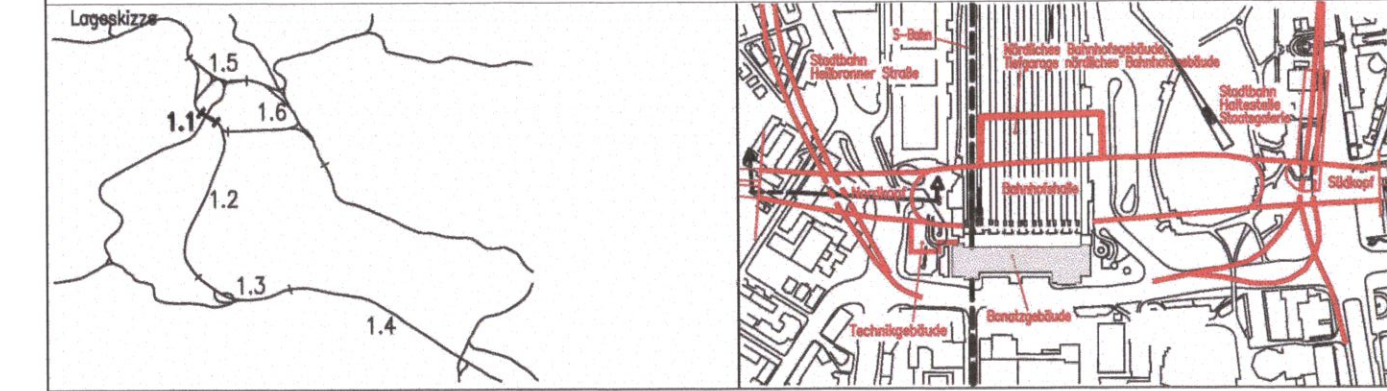 Lageskizze
1.5
1.6
1.1
1.2
1.3
1.4
S-Bahn
Stadtbahn
Heilbronner Straße
Nördliches Bahnhofsgebäude,
Tiefgarage nördliches Bahnhofsgebäude
Stadtbahn
Haltestelle
Staatsgalerie
Nordkopf
Bahnhofshalle
Südkopf
Technikgebäude
Bonatzgebäude